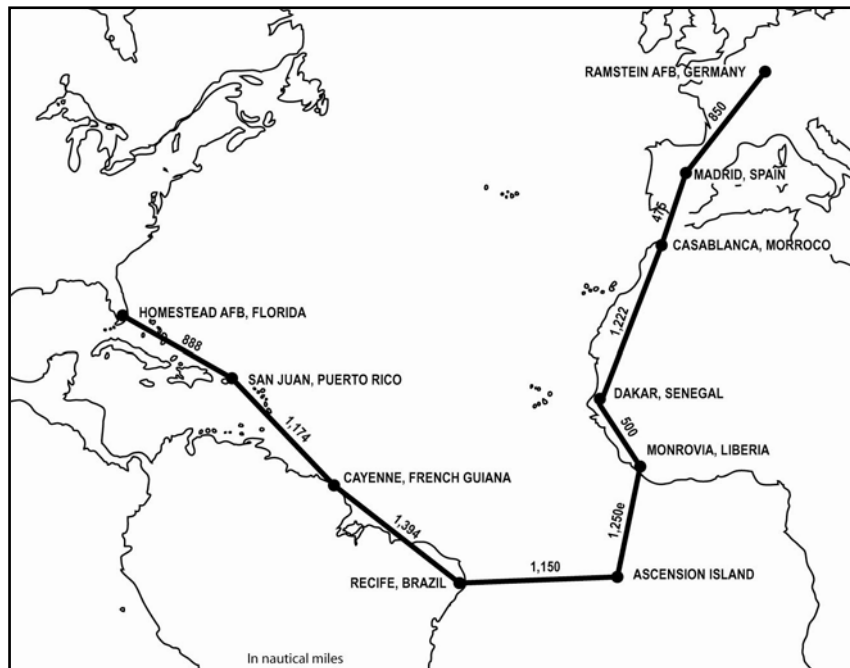 RAMSTEIN AFB, GERMANY
850
MADRID, SPAIN
475
CASABLANCA, MORROCO
1,222
HOMESTEAD AFB, FLORIDA
888
SAN JUAN, PUERTO RICO
DAKAR, SENEGAL
500
1,174
MONROVIA, LIBERIA
CAYENNE, FRENCH GUIANA
1,394
1,250e
1,150
RECIFE, BRAZIL
ASCENSION ISLAND
In nautical miles